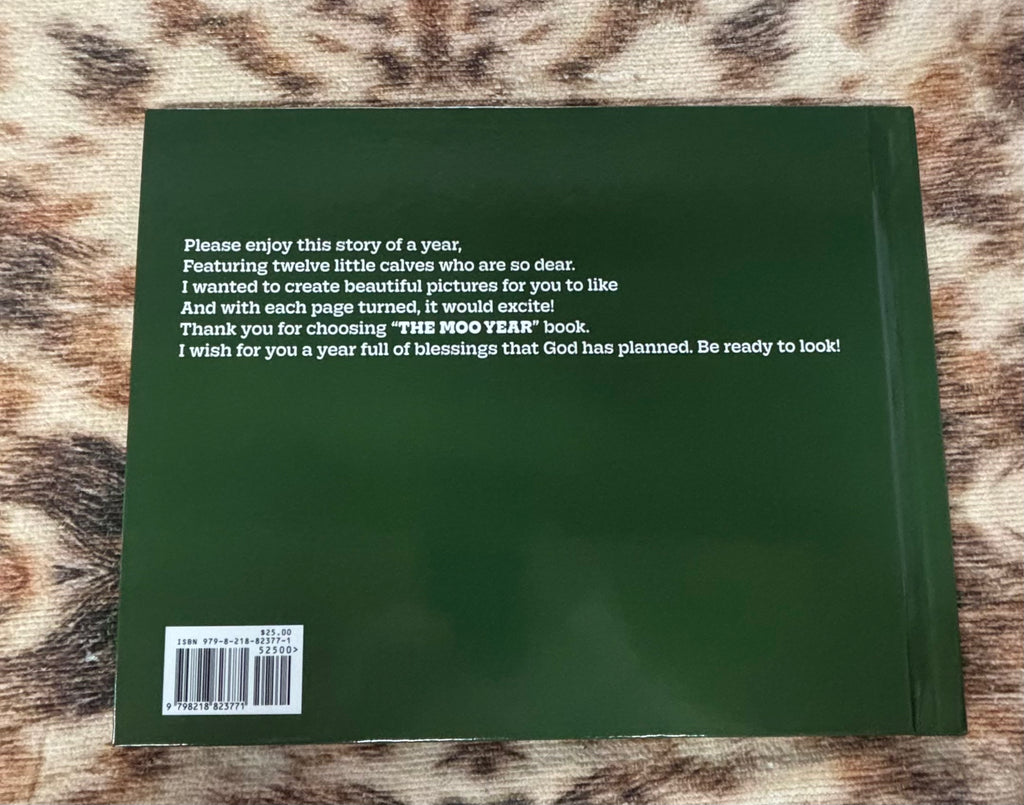 Please enjoy this story of a year,
Featuring twelve little calves who are so dear.
I wanted to create beautiful pictures for you to like
And with each page turned, it would excite!
Thank you for choosing “THE MOO YEAR” book.
I wish for you a year full of blessings that God has planned. Be ready to look!
$25.00
ISBN 979-8-218-82377-1
52500>
9 798218 823771